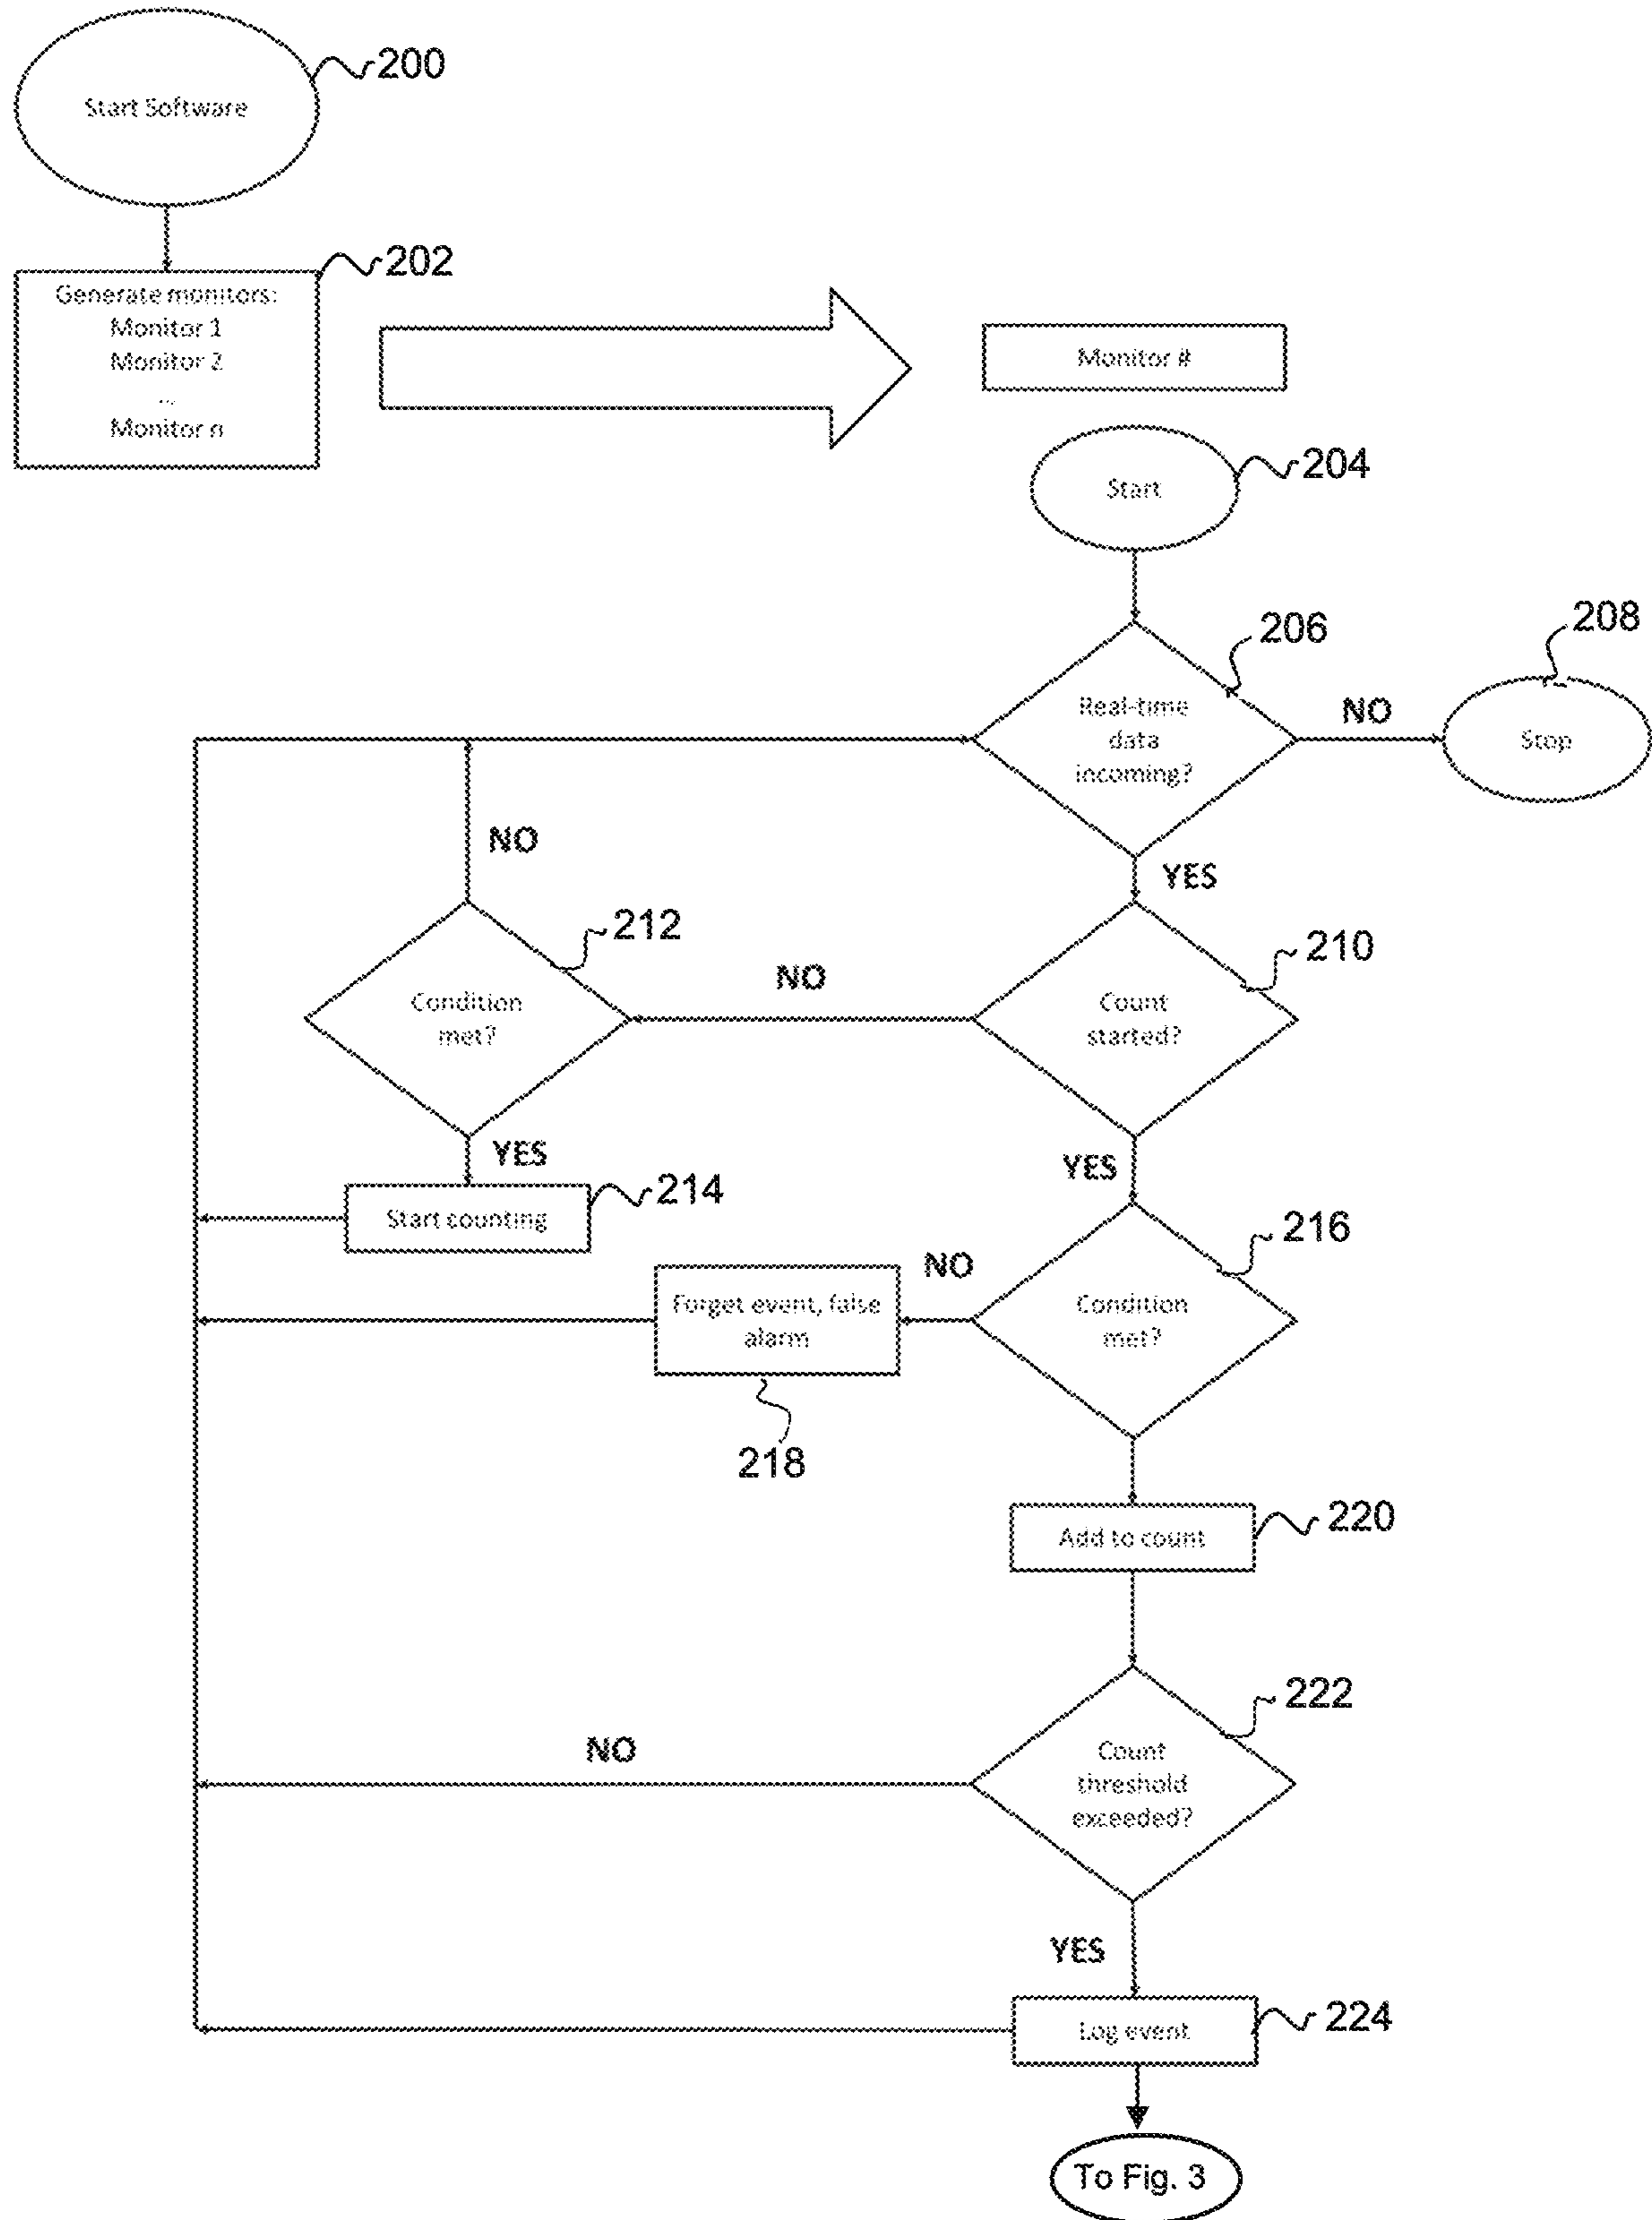 200
Start Software
202
Generate monitors:
Monitor 1
Monitor 2
...
Monitor n
Monitor #
204
Start
206
208
Real-time
data
incoming?
NO
Stop
NO
YES
212
210
Condition
met?
NO
Count
started?
YES
YES
214
Start counting
216
NO
Forget event, false
alarm
Condition
met?
218
220
Add to count
222
NO
Count
threshold
exceeded?
YES
224
Log event
To Fig. 3